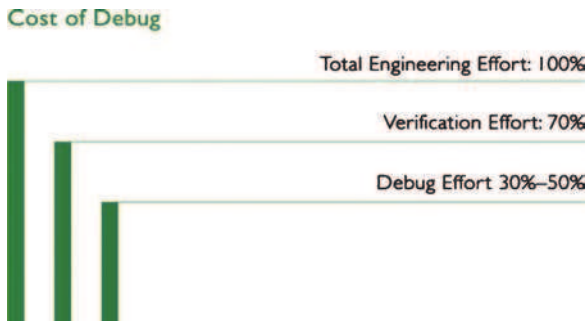 Cost of Debug
Total Engineering Effort: 100%
Verification Effort: 70%
Debug Effort 30%–50%